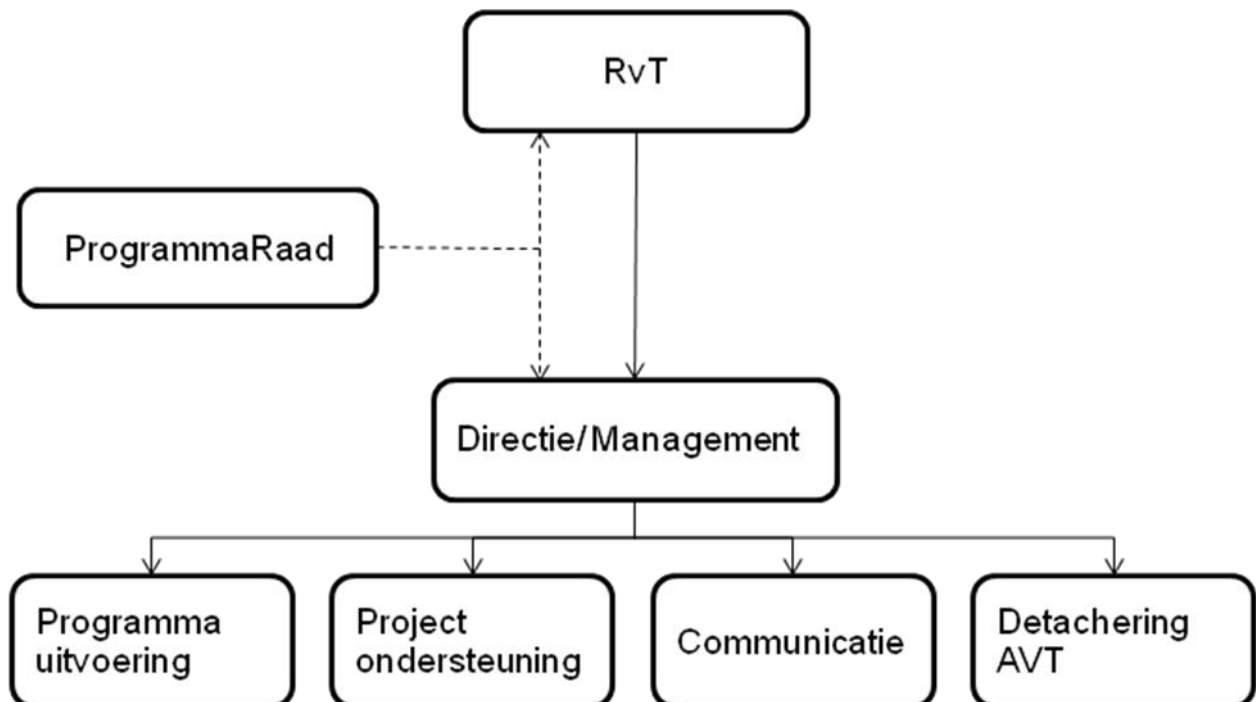 RvT
ProgrammaRaad
Directie/Management
Programma
uitvoering
Project
ondersteuning
Communicatie
Detachering
AVT